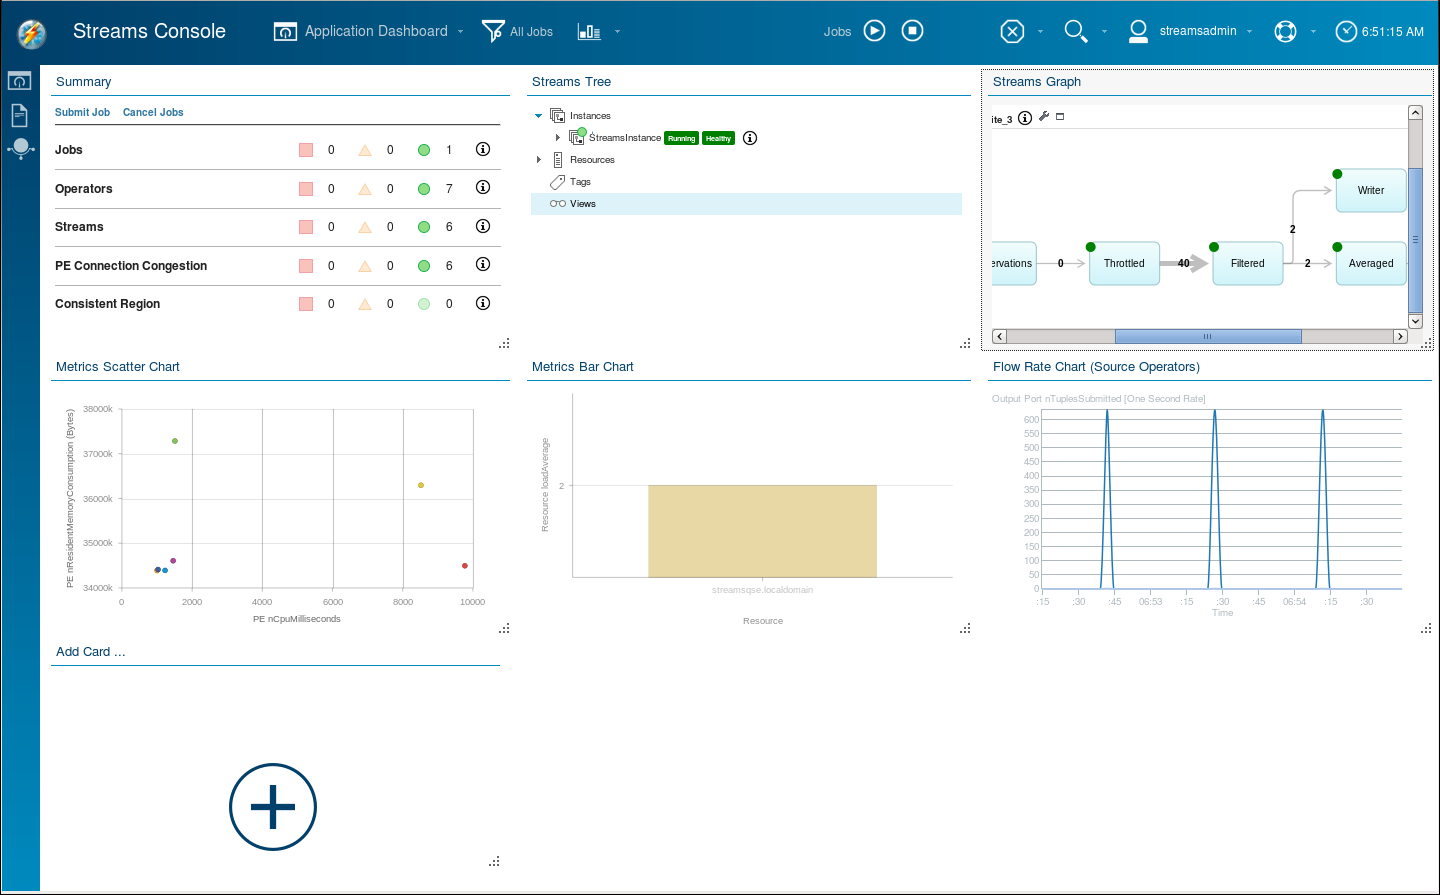 Streams Console
Application Dashboard
All Jobs
Jobs
streamsadmin
6:51:15 AM
Summary
Submit Job Cancel Jobs
Jobs 0 0 1
Operators 0 0 7
Streams 0 0 6
PE Connection Congestion 0 0 6
Consistent Region 0 0 0
Streams Tree
Instances
StreamsInstance Running Healthy
Resources
Tags
Views
Streams Graph
ite_3
Writer
2
ervations 0 Throttled 40 Filtered 2 Averaged
Metrics Scatter Chart
PE nResidentMemoryConsumption (Bytes)
38000k
37000k
36000k
35000k
34000k
0 2000 4000 6000 8000 10000
PE nCpuMilliseconds
Metrics Bar Chart
Resource loadAverage
2
streamsqse.localdomain
Resource
Flow Rate Chart (Source Operators)
Output Port nTuplesSubmitted [One Second Rate]
600
550
500
450
400
350
300
250
200
150
100
50
0
:15 :30 :45 06:53 :15 :30 :45 06:54 :15 :30
Time
Add Card ...